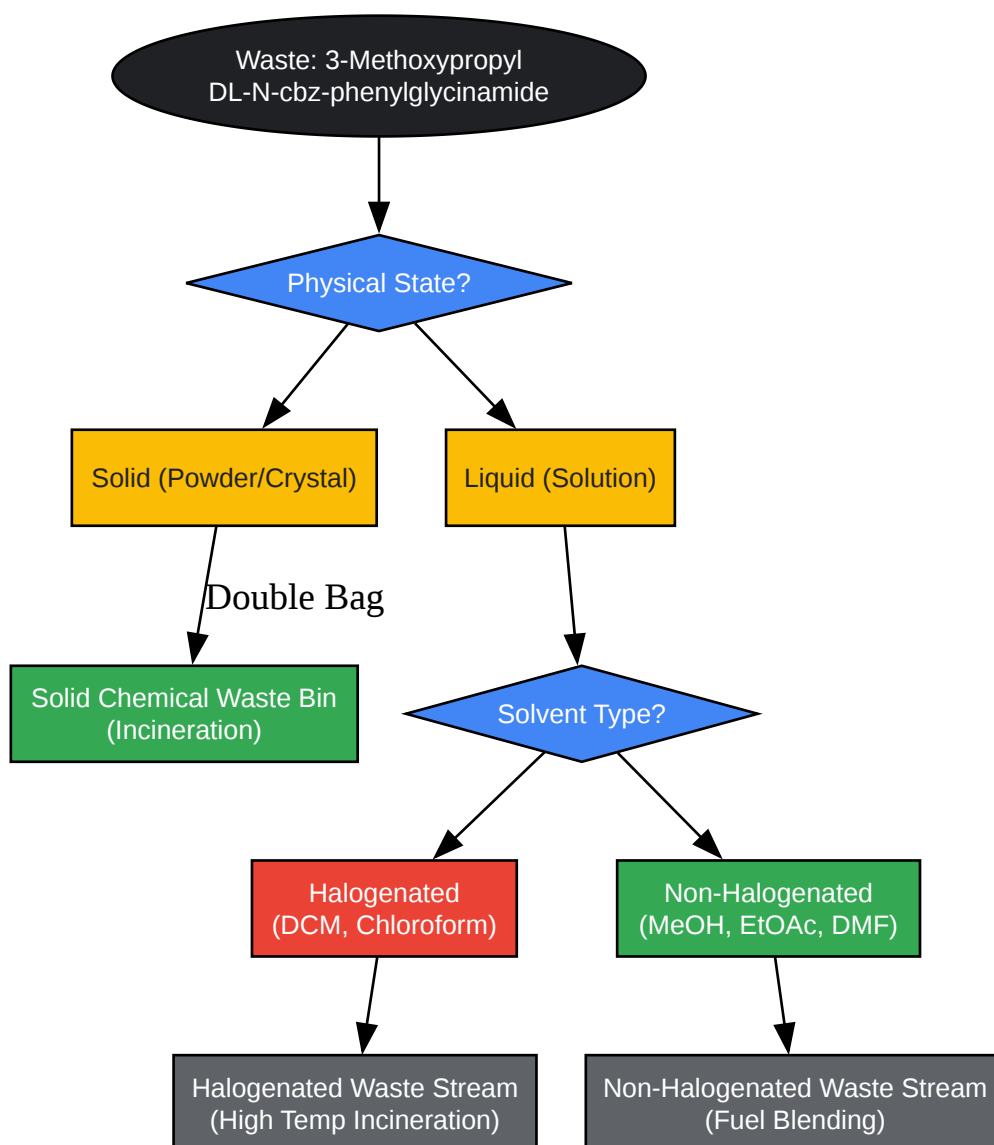 Waste: 3-Methoxypropyl
DL-N-cbz-phenylglycinamide
Physical State?
Solid (Powder/Crystal)
Liquid (Solution)
Double Bag
Solid Chemical Waste Bin
(Incineration)
Solvent Type?
Halogenated
(DCM, Chloroform)
Non-Halogenated
(MeOH, EtOAc, DMF)
Halogenated Waste Stream
(High Temp Incineration)
Non-Halogenated Waste Stream
(Fuel Blending)